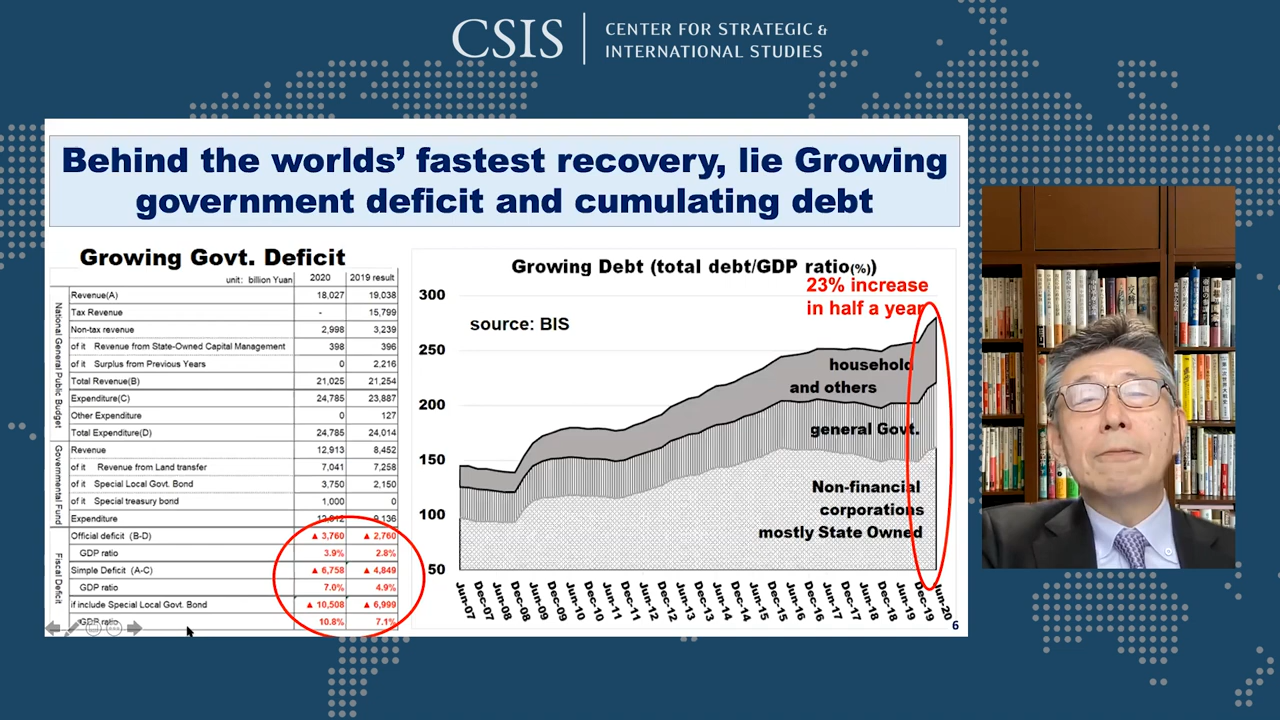 CSIS
CENTER FOR STRATEGIC &
INTERNATIONAL STUDIES
Behind the worlds’ fastest recovery, lie Growing
government deficit and cumulating debt
Growing Govt. Deficit
unit: billion Yuan 2020 2019 result
National General Public Budget
Revenue(A) 18,027 19,038
Tax Revenue - 15,799
Non-tax revenue 2,998 3,239
of it Revenue from State-Owned Capital Management 398 396
of it Surplus from Previous Years 0 2,216
Total Revenue(B) 21,025 21,254
Expenditure(C) 24,785 23,887
Other Expenditure 0 127
Total Expenditure(D) 24,785 24,014
Governmental Fund
Revenue 12,913 8,452
of it Revenue from Land transfer 7,041 7,258
of it Special Local Govt. Bond 3,750 2,150
of it Special treasury bond 1,000 0
Expenditure 9,136
Fiscal Deficit
Official deficit (B-D) ▲ 3,760 ▲ 2,760
GDP ratio 3.9% 2.8%
Simple Deficit (A-C) ▲ 6,758 ▲ 4,849
GDP ratio 7.0% 4.9%
if include Special Local Govt. Bond ▲ 10,508 ▲ 6,999
GDP ratio 10.8% 7.1%
Growing Debt (total debt/GDP ratio(%))
23% increase
in half a year
source: BIS
300
250
200
150
100
50
household
and others
general Govt.
Non-financial
corporations
mostly State Owned
Jun-07 Dec-07 Jun-08 Dec-08 Jun-09 Dec-09 Jun-10 Dec-10 Jun-11 Dec-11 Jun-12 Dec-12 Jun-13 Dec-13 Jun-14 Dec-14 Jun-15 Dec-15 Jun-16 Dec-16 Jun-17 Dec-17 Jun-18 Dec-18 Jun-19 Dec-19 Jun-20
6